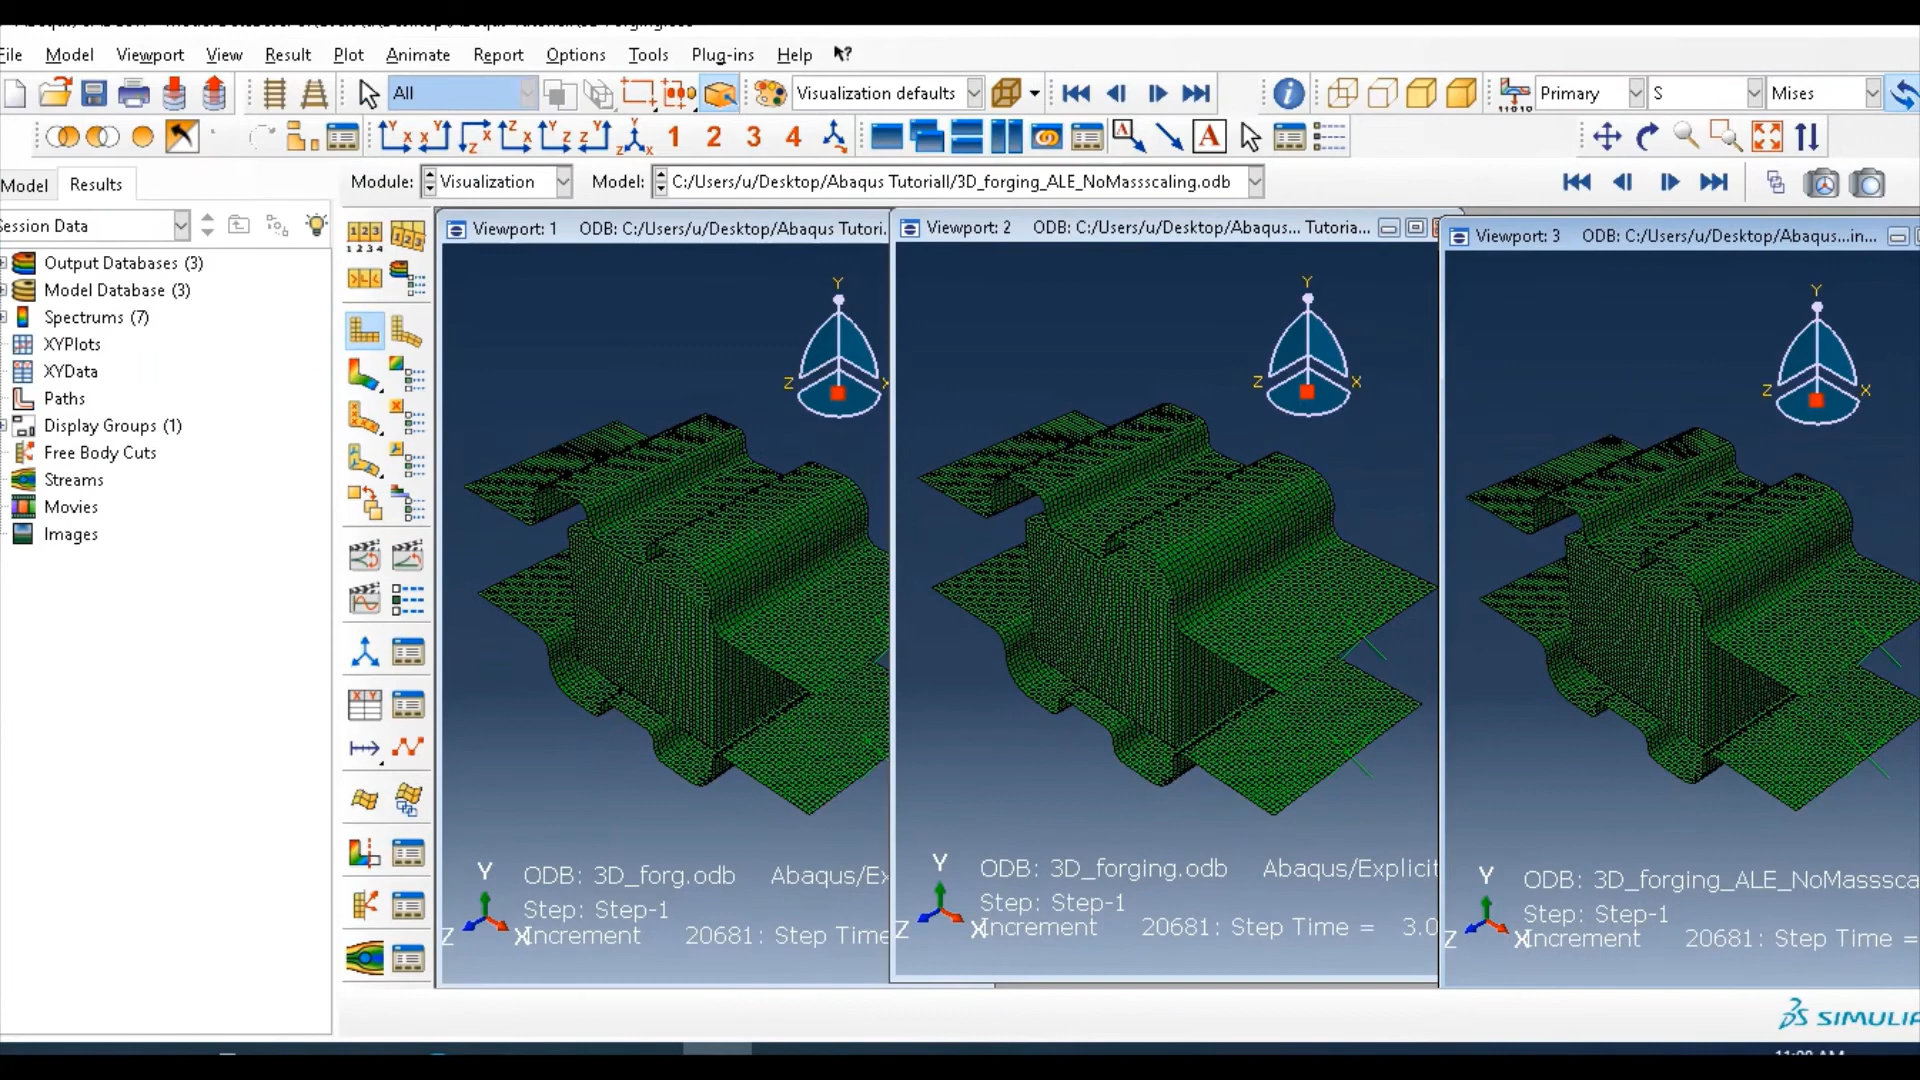 File Model Viewport View Result Plot Animate Report Options Tools Plug-ins Help
All Visualization defaults Primary S Mises
1 2 3 4 A
Module: Visualization Model: C:/Users/u/Desktop/Abaqus Tutoriall/3D_forging_ALE_NoMassscaling.odb
Model Results
Session Data
Output Databases (3)
Model Database (3)
Spectrums (7)
XYPlots
XYData
Paths
Display Groups (1)
Free Body Cuts
Streams
Movies
Images
Viewport: 1 ODB: C:/Users/u/Desktop/Abaqus Tutori...
Y
Z X
Y ODB: 3D_forg.odb Abaqus/Ex
Step: Step-1
Z X Increment 20681: Step Time
Viewport: 2 ODB: C:/Users/u/Desktop/Abaqus... Tutoria...
Y
Z X
Y ODB: 3D_forging.odb Abaqus/Explicit
Step: Step-1
Z X Increment 20681: Step Time = 3.0
Viewport: 3 ODB: C:/Users/u/Desktop/Abaqus...in...
Y
Z X
Y ODB: 3D_forging_ALE_NoMasssca
Step: Step-1
Z X Increment 20681: Step Time =
SIMULIA